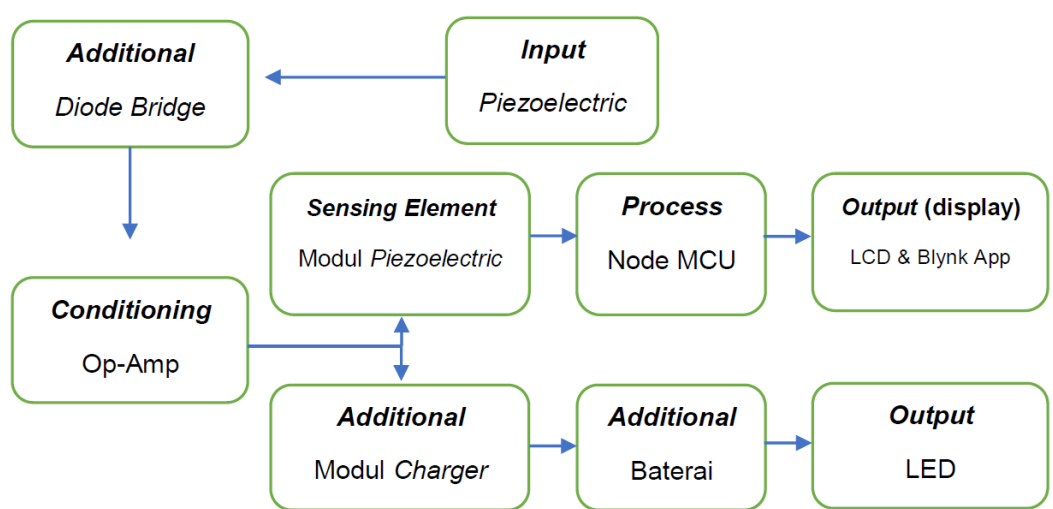 Additional
Diode Bridge
Input
Piezoelectric
Sensing Element
Modul Piezoelectric
Process
Node MCU
Output (display)
LCD & Blynk App
Conditioning
Op-Amp
Additional
Modul Charger
Additional
Baterai
Output
LED